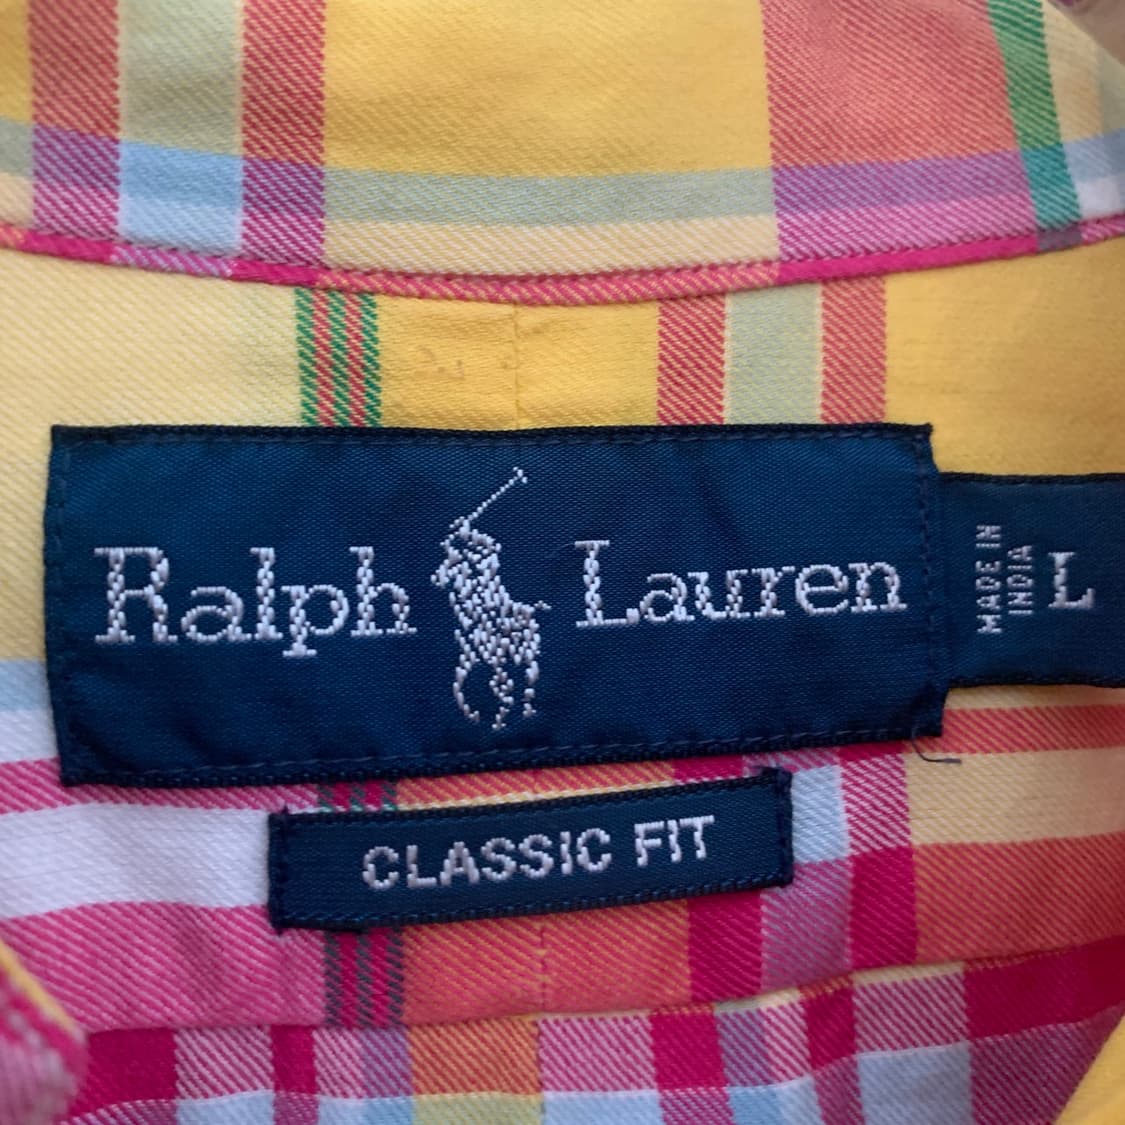 Ralph Lauren
MADE IN
INDIA
L
CLASSIC FIT